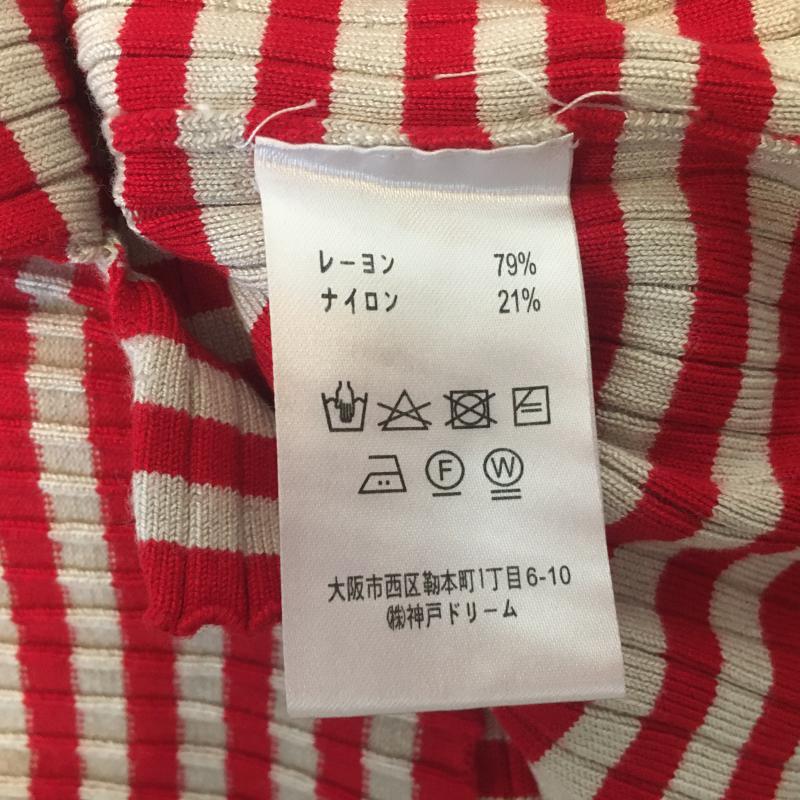 レーヨン 79%
ナイロン 21%
F W
大阪市西区靭本町1丁目6-10
㈱神戸ドリーム